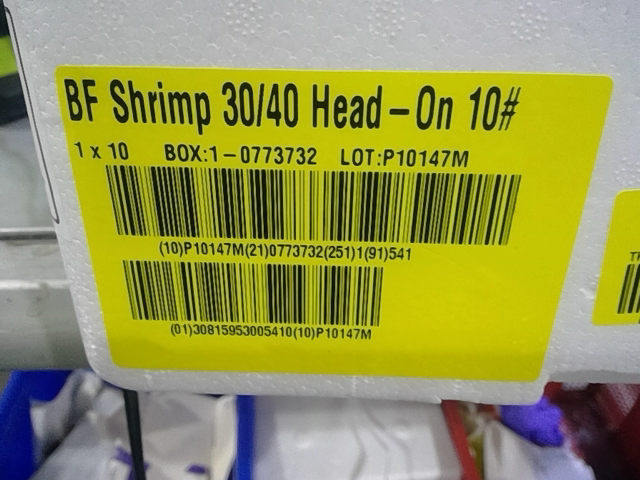 BF Shrimp 30/40 Head-On 10#
1 x 10 BOX:1-0773732 LOT:P10147M
(10)P10147M(21)0773732(251)1(91)541
(01)30815953005410(10)P10147M